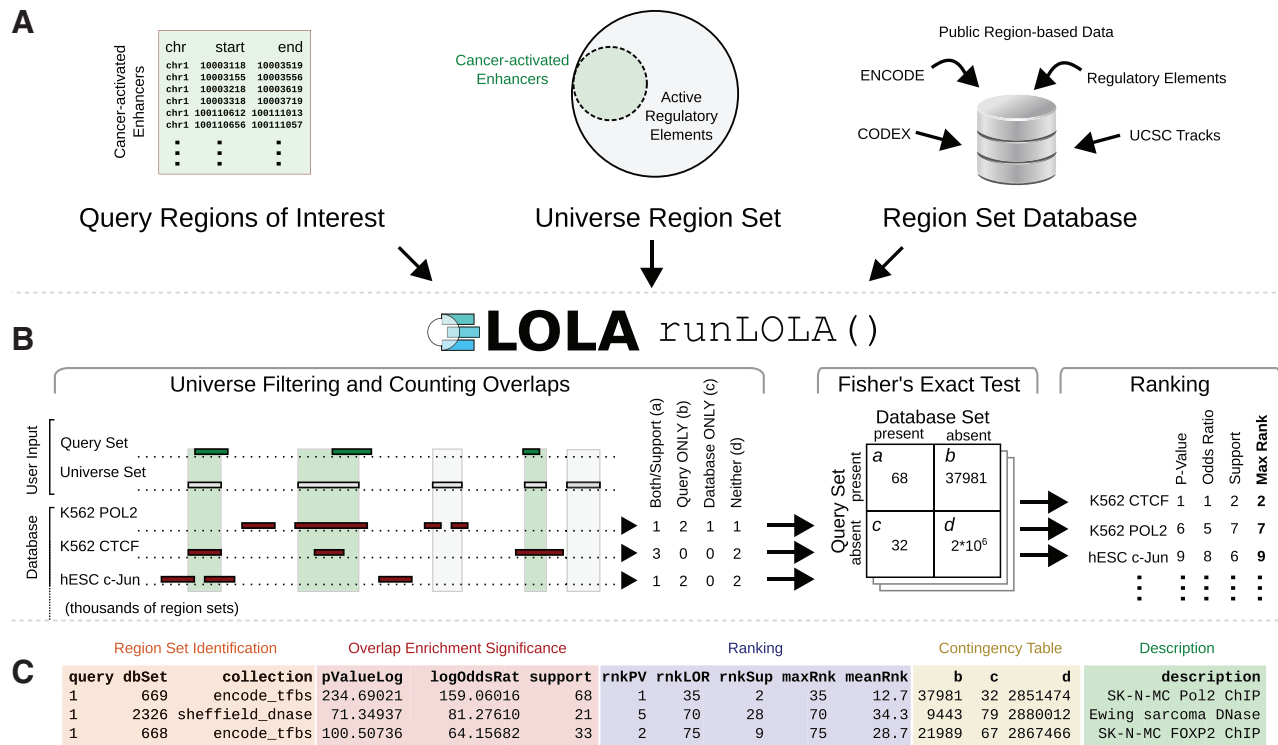 A
Cancer-activated
Enhancers
chr start end
chr1 10003118 10003519
chr1 10003155 10003556
chr1 10003218 10003619
chr1 10003318 10003719
chr1 100110612 100111013
chr1 100110656 100111057
Query Regions of Interest
Cancer-activated
Enhancers
Active
Regulatory
Elements
Universe Region Set
Public Region-based Data
ENCODE
Regulatory Elements
CODEX
UCSC Tracks
Region Set Database
B
LOLA runLOLA()
Universe Filtering and Counting Overlaps
User Input
Query Set
Universe Set
Database
K562 POL2
K562 CTCF
hESC c-Jun
(thousands of region sets)
Both/Support (a)
Query ONLY (b)
Database ONLY (c)
Neither (d)
1 2 1 1
3 0 0 2
1 2 0 2
Fisher's Exact Test
Database Set
present absent
Query Set
present
absent
a b
68 37981
c d
32 2*10⁶
Ranking
P-Value
Odds Ratio
Support
Max Rank
K562 CTCF 1 1 2 2
K562 POL2 6 5 7 7
hESC c-Jun 9 8 6 9
C
Region Set Identification Overlap Enrichment Significance Ranking Contingency Table Description
query dbSet collection pValueLog logOddsRat support rnkPV rnkLOR rnkSup maxRnk meanRnk b c d description
1 669 encode_tfbs 234.69021 159.06016 68 1 35 2 35 12.7 37981 32 2851474 SK-N-MC Pol2 ChIP
1 2326 sheffield_dnase 71.34937 81.27610 21 5 70 28 70 34.3 9443 79 2880012 Ewing sarcoma DNase
1 668 encode_tfbs 100.50736 64.15682 33 2 75 9 75 28.7 21989 67 2867466 SK-N-MC FOXP2 ChIP